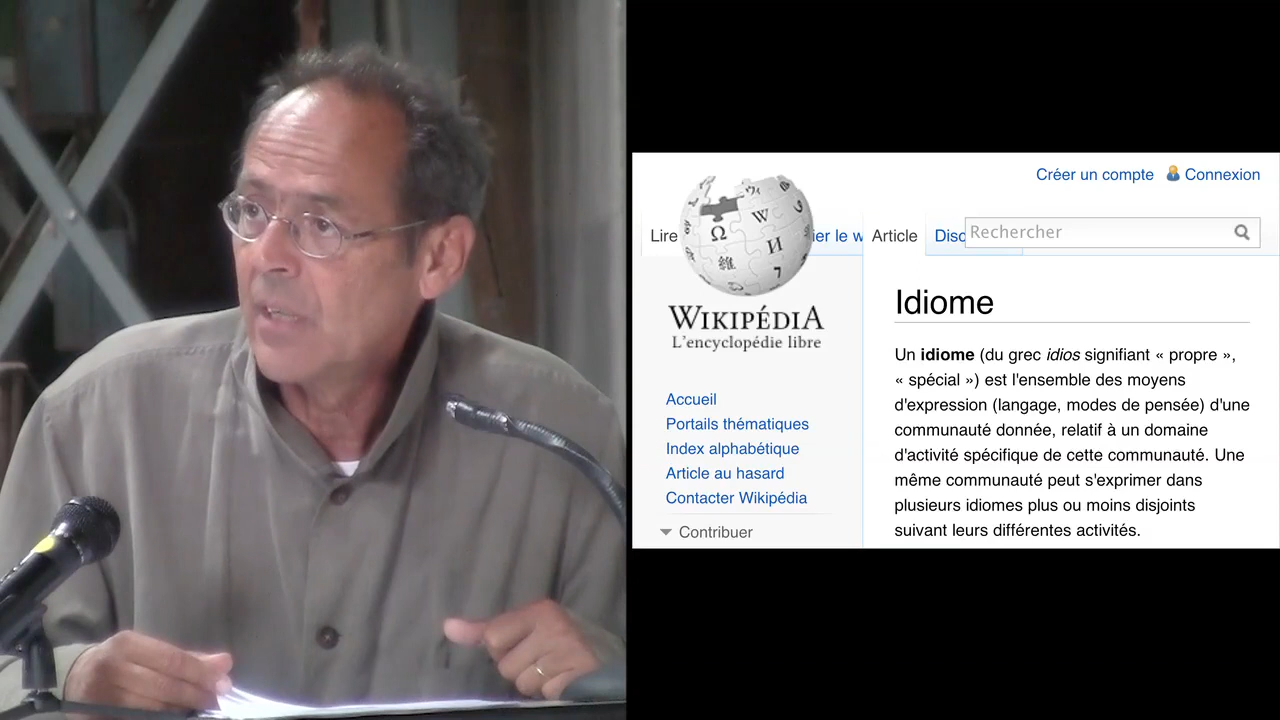 Créer un compte Connexion
Lire
ier le w
Article
Disc
Rechercher
WIKIPÉDIA
L'encyclopédie libre
Accueil
Portails thématiques
Index alphabétique
Article au hasard
Contacter Wikipédia
Contribuer
Idiome
Un idiome (du grec idios signifiant « propre »,
« spécial ») est l'ensemble des moyens
d'expression (langage, modes de pensée) d'une
communauté donnée, relatif à un domaine
d'activité spécifique de cette communauté. Une
même communauté peut s'exprimer dans
plusieurs idiomes plus ou moins disjoints
suivant leurs différentes activités.